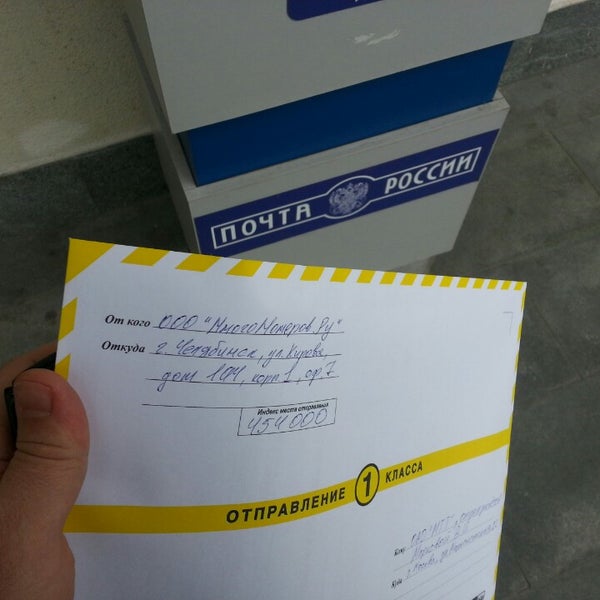 ПОЧТА РОССИИ
От кого ООО "МногоНомеров.Ру"
Откуда г. Челябинск, ул. Кирова,
дом 104, корп 1, оф. 7
Индекс места отправления
454000
ОТПРАВЛЕНИЕ 1 КЛАССА
Кому
Куда г.